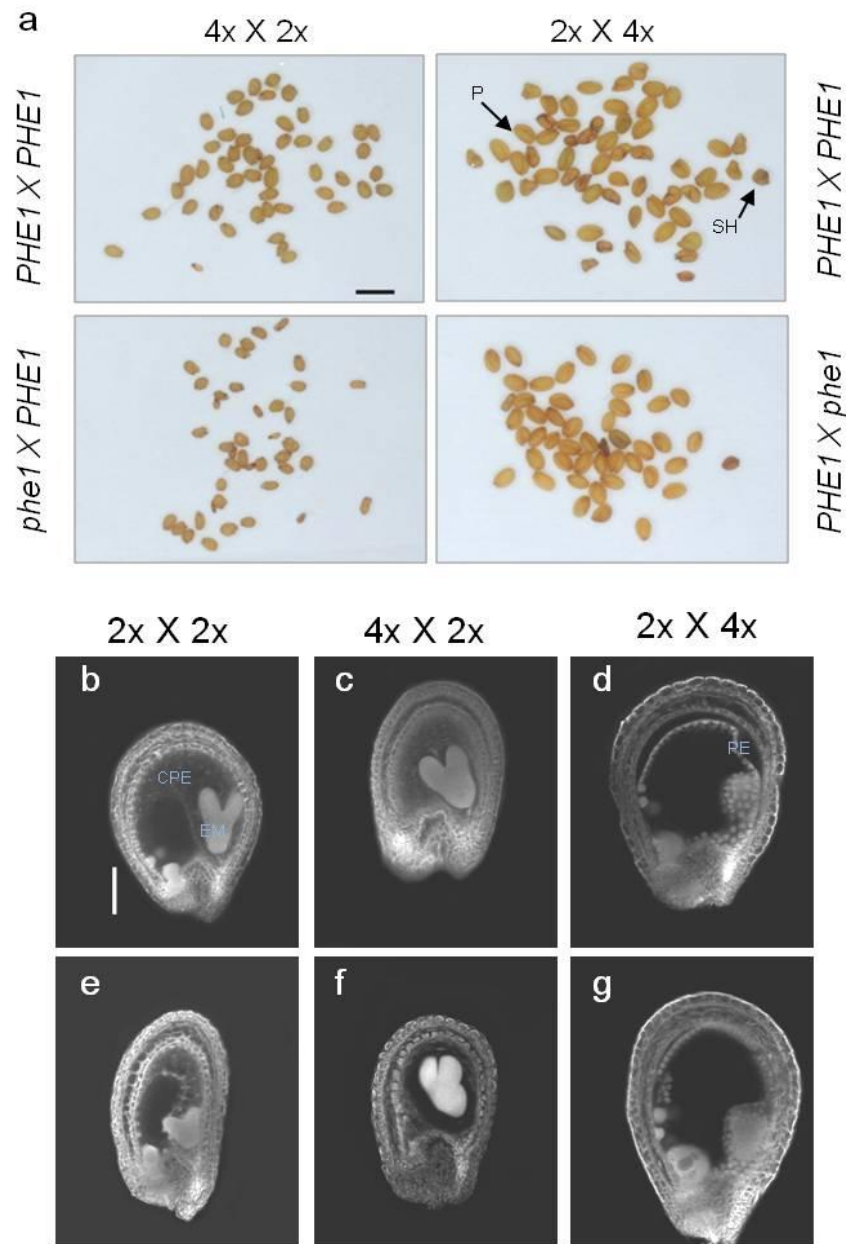 a
4x X 2x
2x X 4x
PHE1 X PHE1
P
SH
PHE1 X PHE1
phe1 X PHE1
PHE1 X phe1
2x X 2x
4x X 2x
2x X 4x
b
CPE
EM
c
d
PE
e
f
g